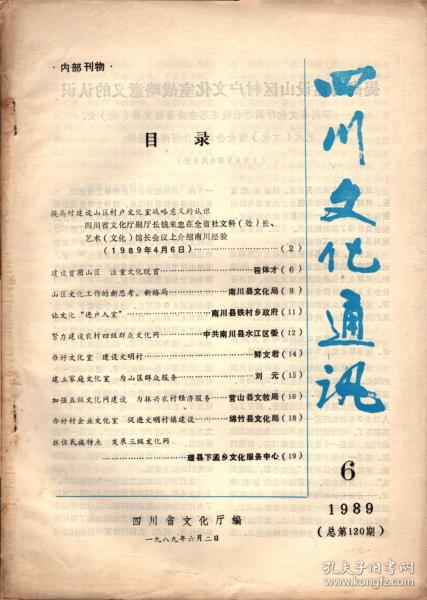 ·内部刊物·
四川文化通讯
目录
提高对建设山区村户文化室战略意义的认识
四川省文化厅副厅长钱来忠在全省社文科(处)长、
艺术(文化)馆长会议上介绍南川经验
(1989年4月6日)……(2)
建设贫困山区 注重文化脱贫……程体才(6)
山区文化工作的新思考、新格局……南川县文化局(8)
让文化“进户入室”……南川县铁村乡政府(11)
努力建设农村四级群众文化网……中共南川县水江区委(12)
办好文化室 建设文明村……鲜文君(14)
建立家庭文化室 为山区群众服务……刘元(15)
加强五级文化网建设 为振兴农村经济服务……营山县文教局(16)
办好村企业文化室 促进文明村镇建设……绵竹县文化局(18)
抓住民族特点 发展三级文化网
……理县下孟乡文化服务中心(19)
6
1989
(总第120期)
四川省文化厅编
一九八九年六月二日
孔夫子旧书网
www.kongfz.com